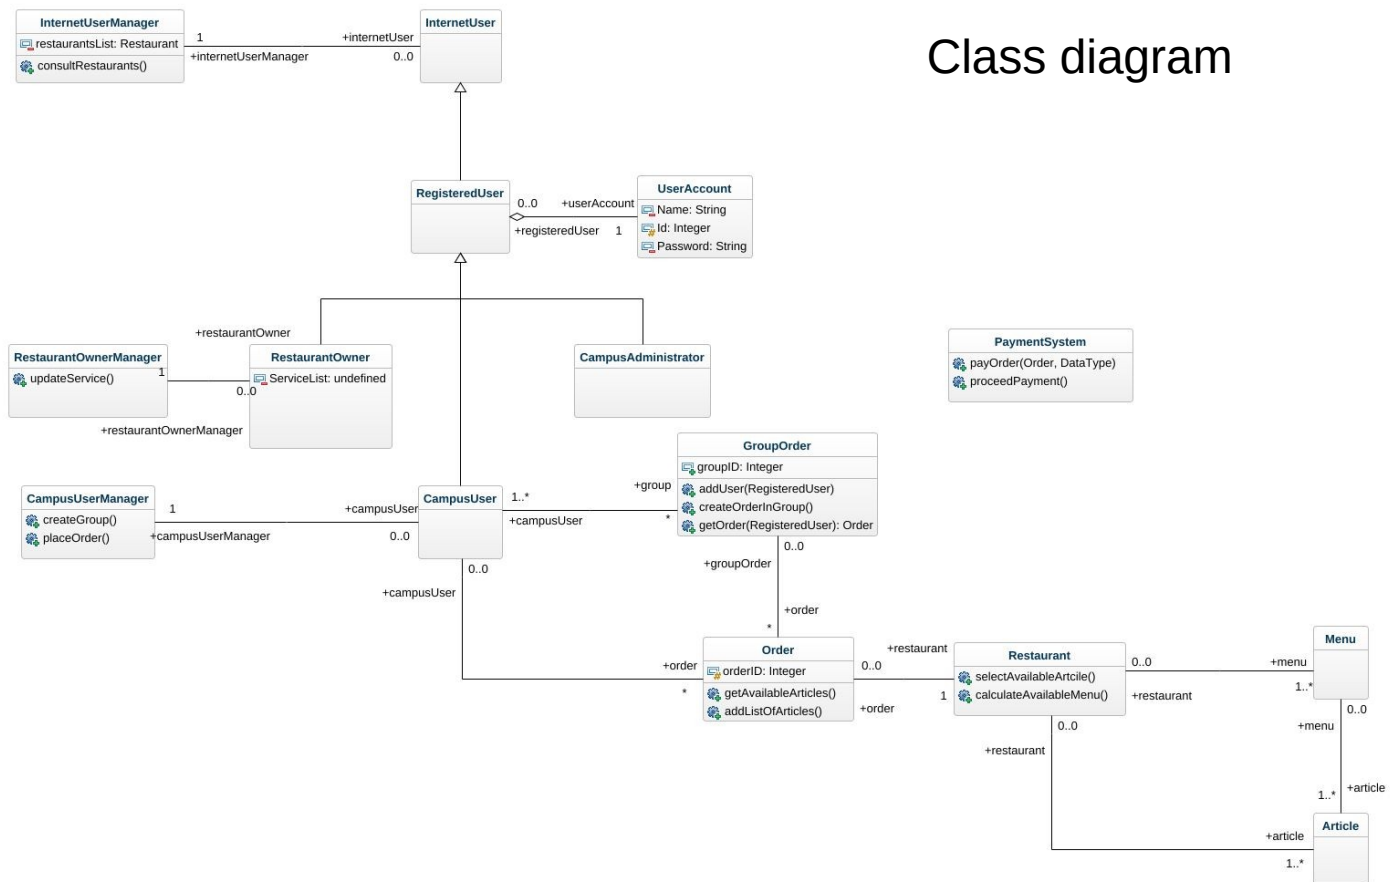 Class diagram
InternetUserManager
restaurantsList: Restaurant
consultRestaurants()
1
+internetUserManager
+internetUser
0..0
InternetUser
RegisteredUser
0..0
+registeredUser
+userAccount
1
UserAccount
Name: String
Id: Integer
Password: String
+restaurantOwner
RestaurantOwnerManager
updateService()
1
0..0
+restaurantOwnerManager
RestaurantOwner
ServiceList: undefined
CampusAdministrator
PaymentSystem
payOrder(Order, DataType)
proceedPayment()
GroupOrder
groupID: Integer
addUser(RegisteredUser)
createOrderInGroup()
getOrder(RegisteredUser): Order
CampusUserManager
createGroup()
placeOrder()
1
+campusUserManager
+campusUser
0..0
CampusUser
1..*
+campusUser
+group
*
0..0
+campusUser
0..0
+groupOrder
+order
*
+order
*
Order
orderID: Integer
getAvailableArticles()
addListOfArticles()
0..0
+order
+restaurant
1
Restaurant
selectAvailableArtcile()
calculateAvailableMenu()
0..0
+restaurant
+menu
1..*
Menu
0..0
+menu
+article
1..*
0..0
+restaurant
+article
1..*
Article